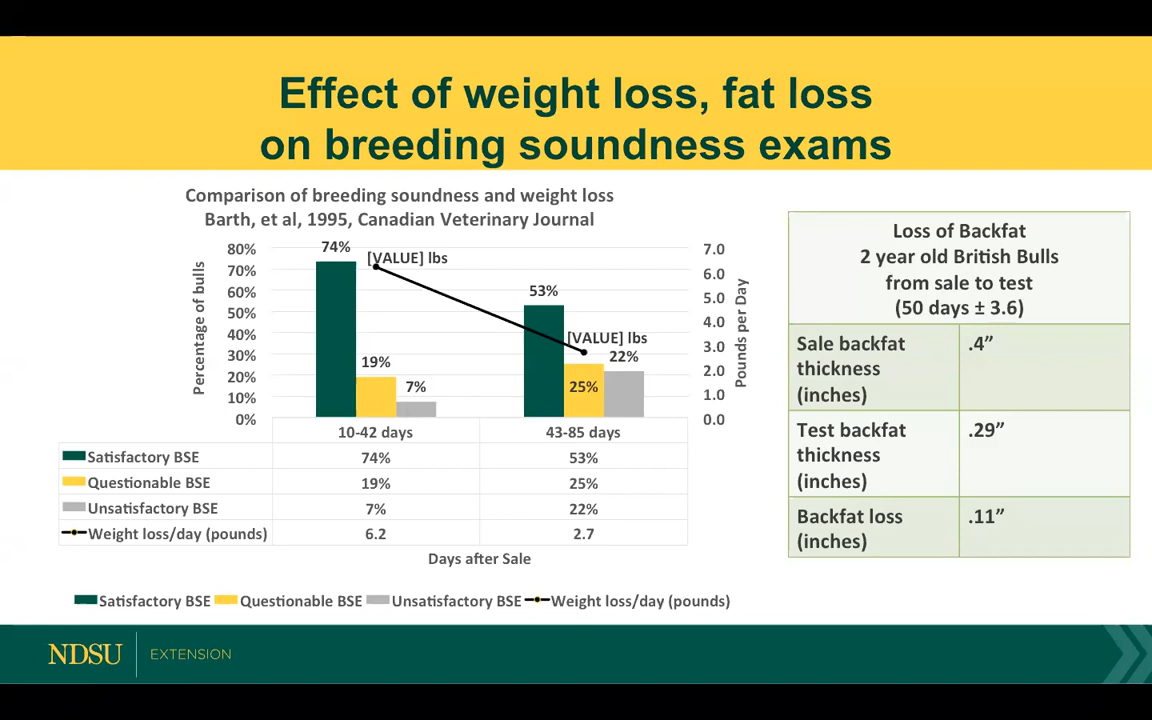 Effect of weight loss, fat loss
on breeding soundness exams
Comparison of breeding soundness and weight loss
Barth, et al, 1995, Canadian Veterinary Journal
Percentage of bulls
80%
70%
60%
50%
40%
30%
20%
10%
0%
74%
19%
7%
[VALUE] lbs
53%
25%
22%
[VALUE] lbs
7.0
6.0
5.0
4.0
3.0
2.0
1.0
0.0
Pounds per Day
10-42 days 43-85 days
Satisfactory BSE 74% 53%
Questionable BSE 19% 25%
Unsatisfactory BSE 7% 22%
Weight loss/day (pounds) 6.2 2.7
Days after Sale
Satisfactory BSE Questionable BSE Unsatisfactory BSE Weight loss/day (pounds)
Loss of Backfat
2 year old British Bulls
from sale to test
(50 days ± 3.6)
Sale backfat .4”
thickness
(inches)
Test backfat .29”
thickness
(inches)
Backfat loss .11”
(inches)
NDSU EXTENSION